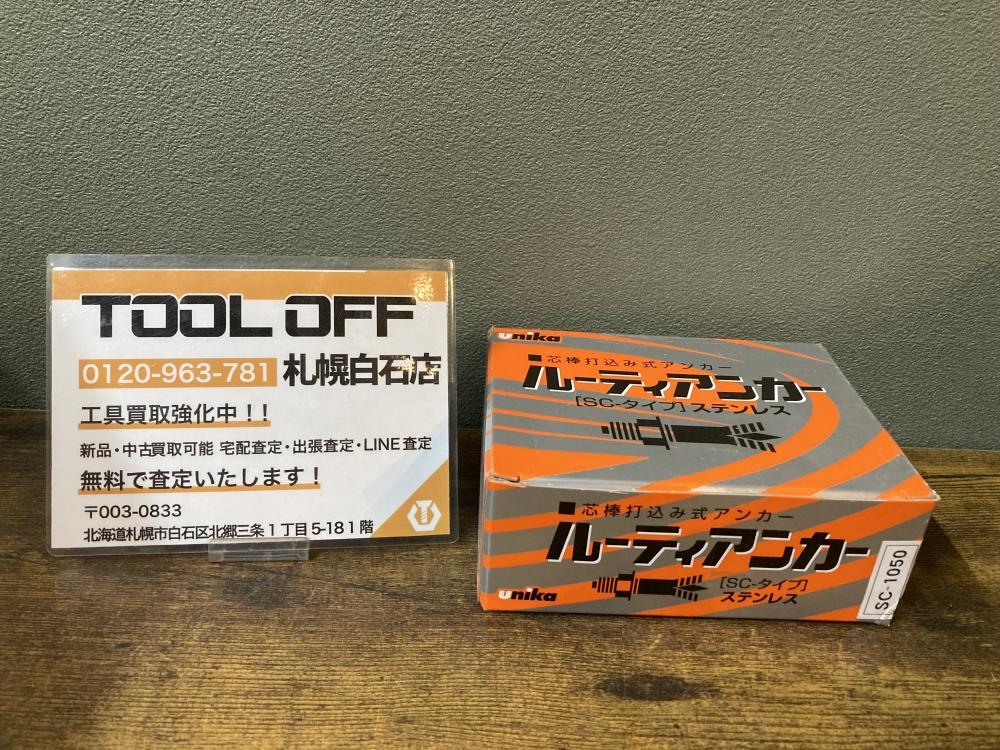 TOOL OFF
0120-963-781 札幌白石店
工具買取強化中！！
新品・中古買取可能 宅配査定・出張査定・LINE査定
無料で査定いたします！
〒003-0833
北海道札幌市白石区北郷三条1丁目5-18 1階
unika
芯棒打込み式アンカー
ルーティアンカー
[SC-タイプ] ステンレス
芯棒打込み式アンカー
ルーティアンカー
[SC-タイプ]
ステンレス
unika
SC-1050